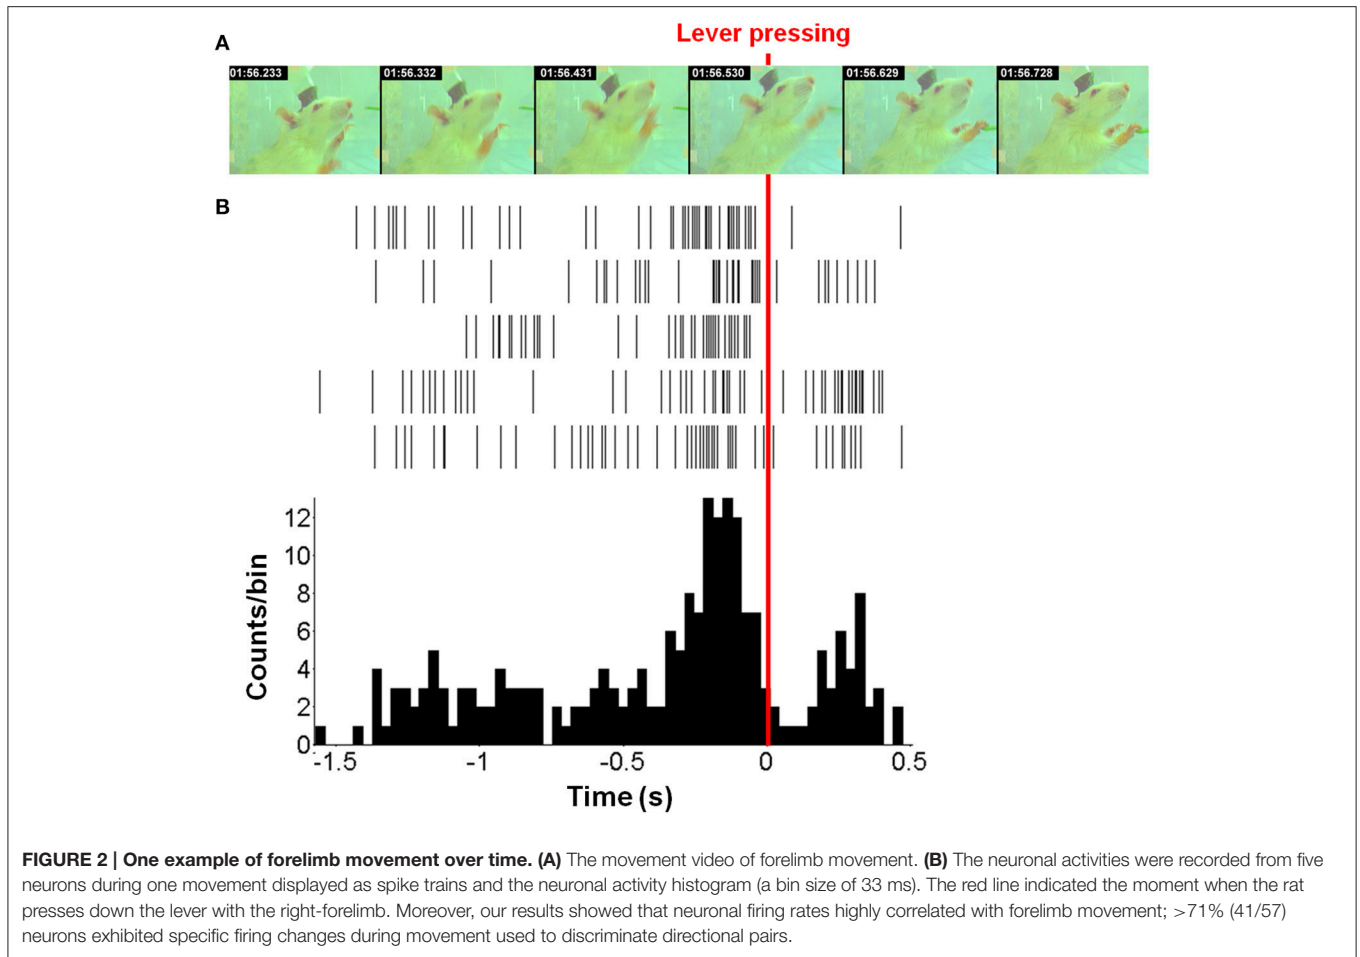 Lever pressing
A
01:56.233 01:56.332 01:56.431 01:56.530 01:56.629 01:56.728
B
12
10
8
6
4
2
0
Counts/bin
-1.5 -1 -0.5 0 0.5
Time (s)
FIGURE 2 | One example of forelimb movement over time. (A) The movement video of forelimb movement. (B) The neuronal activities were recorded from five
neurons during one movement displayed as spike trains and the neuronal activity histogram (a bin size of 33 ms). The red line indicated the moment when the rat
presses down the lever with the right-forelimb. Moreover, our results showed that neuronal firing rates highly correlated with forelimb movement; >71% (41/57)
neurons exhibited specific firing changes during movement used to discriminate directional pairs.